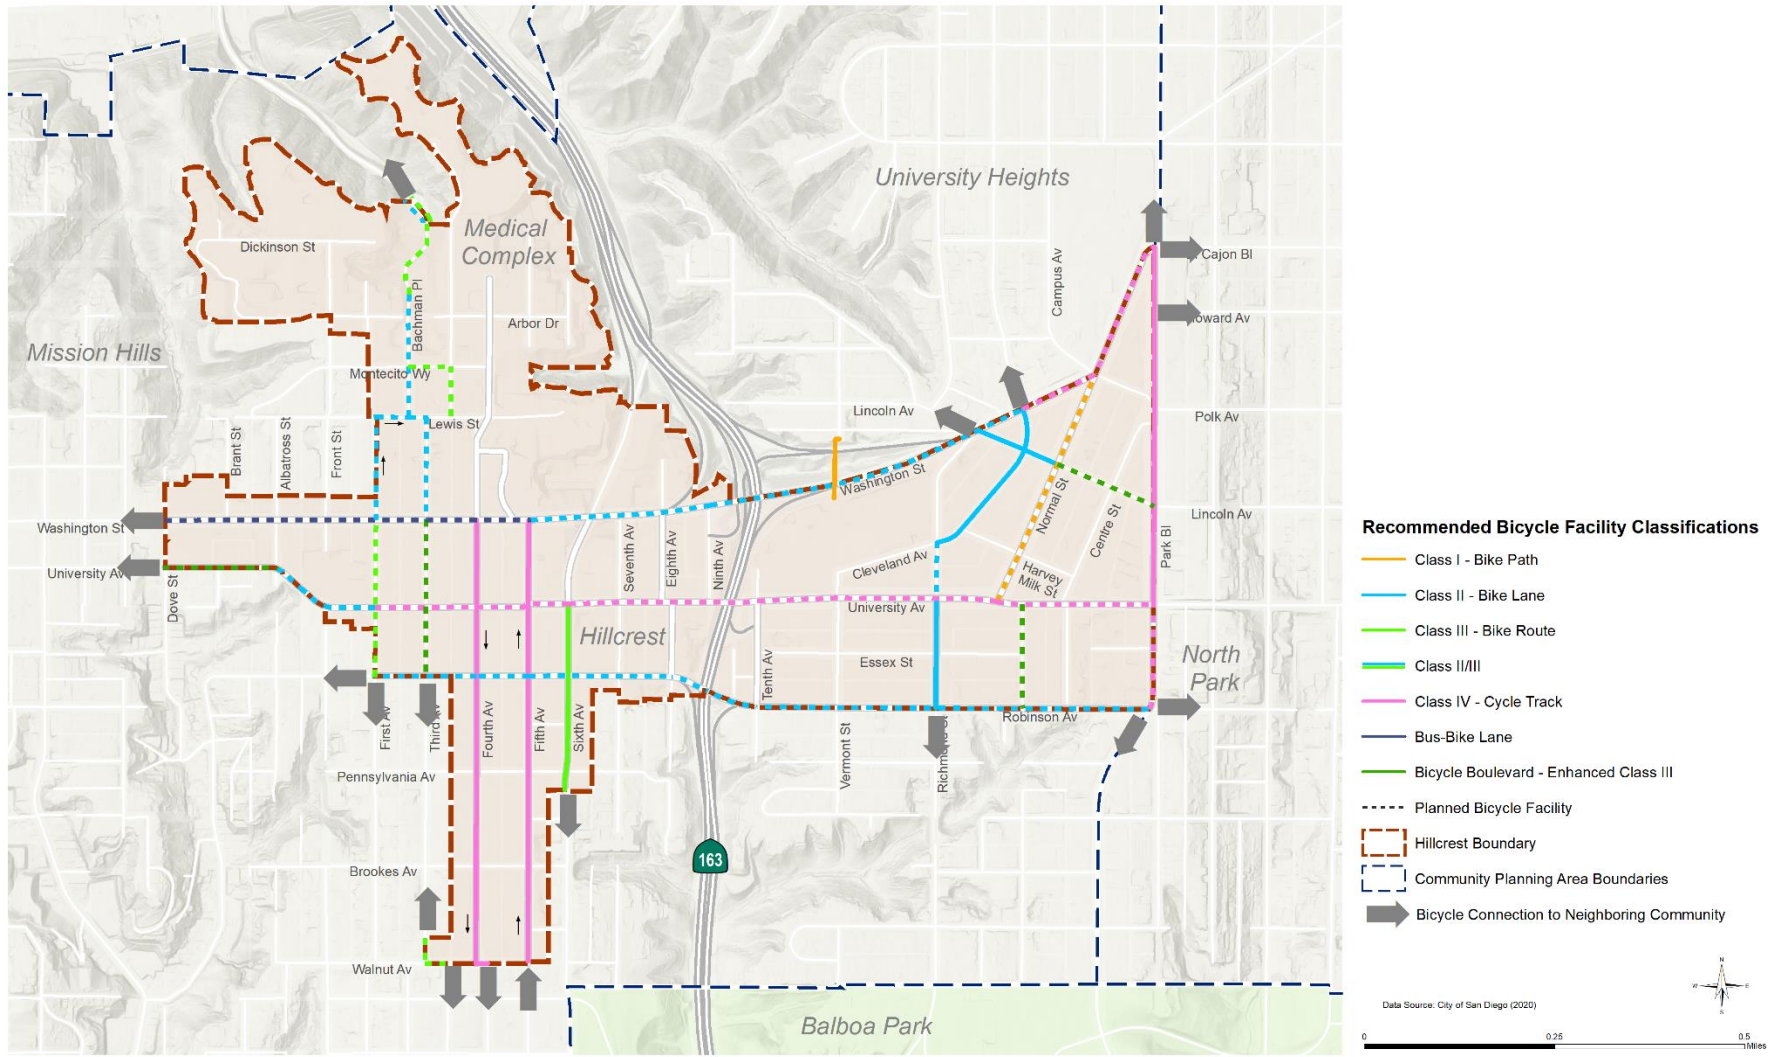 University Heights
Medical
Complex
Dickinson St
Campus Av
Cajon Bl
Bachman Pl
Arbor Dr
oward Av
Mission Hills
Montecito Wy
Lincoln Av
Polk Av
Lewis St
Brant St
Albatross St
Front St
Washington St
Normal St
Centre St
Lincoln Av
Washington St
Seventh Av
Eighth Av
Ninth Av
Park Bl
Cleveland Av
University Av
Harvey
Milk St
Dove St
University Av
Hillcrest
Essex St
Tenth Av
North
Park
First Av
Third Av
Fourth Av
Fifth Av
Sixth Av
Robinson Av
Vermont St
Richmond St
Pennsylvania Av
163
Brookes Av
Walnut Av
Balboa Park
Recommended Bicycle Facility Classifications
Class I - Bike Path
Class II - Bike Lane
Class III - Bike Route
Class II/III
Class IV - Cycle Track
Bus-Bike Lane
Bicycle Boulevard - Enhanced Class III
Planned Bicycle Facility
Hillcrest Boundary
Community Planning Area Boundaries
Bicycle Connection to Neighboring Community
N
W
E
S
Data Source: City of San Diego (2020)
0 0.25 0.5
Miles